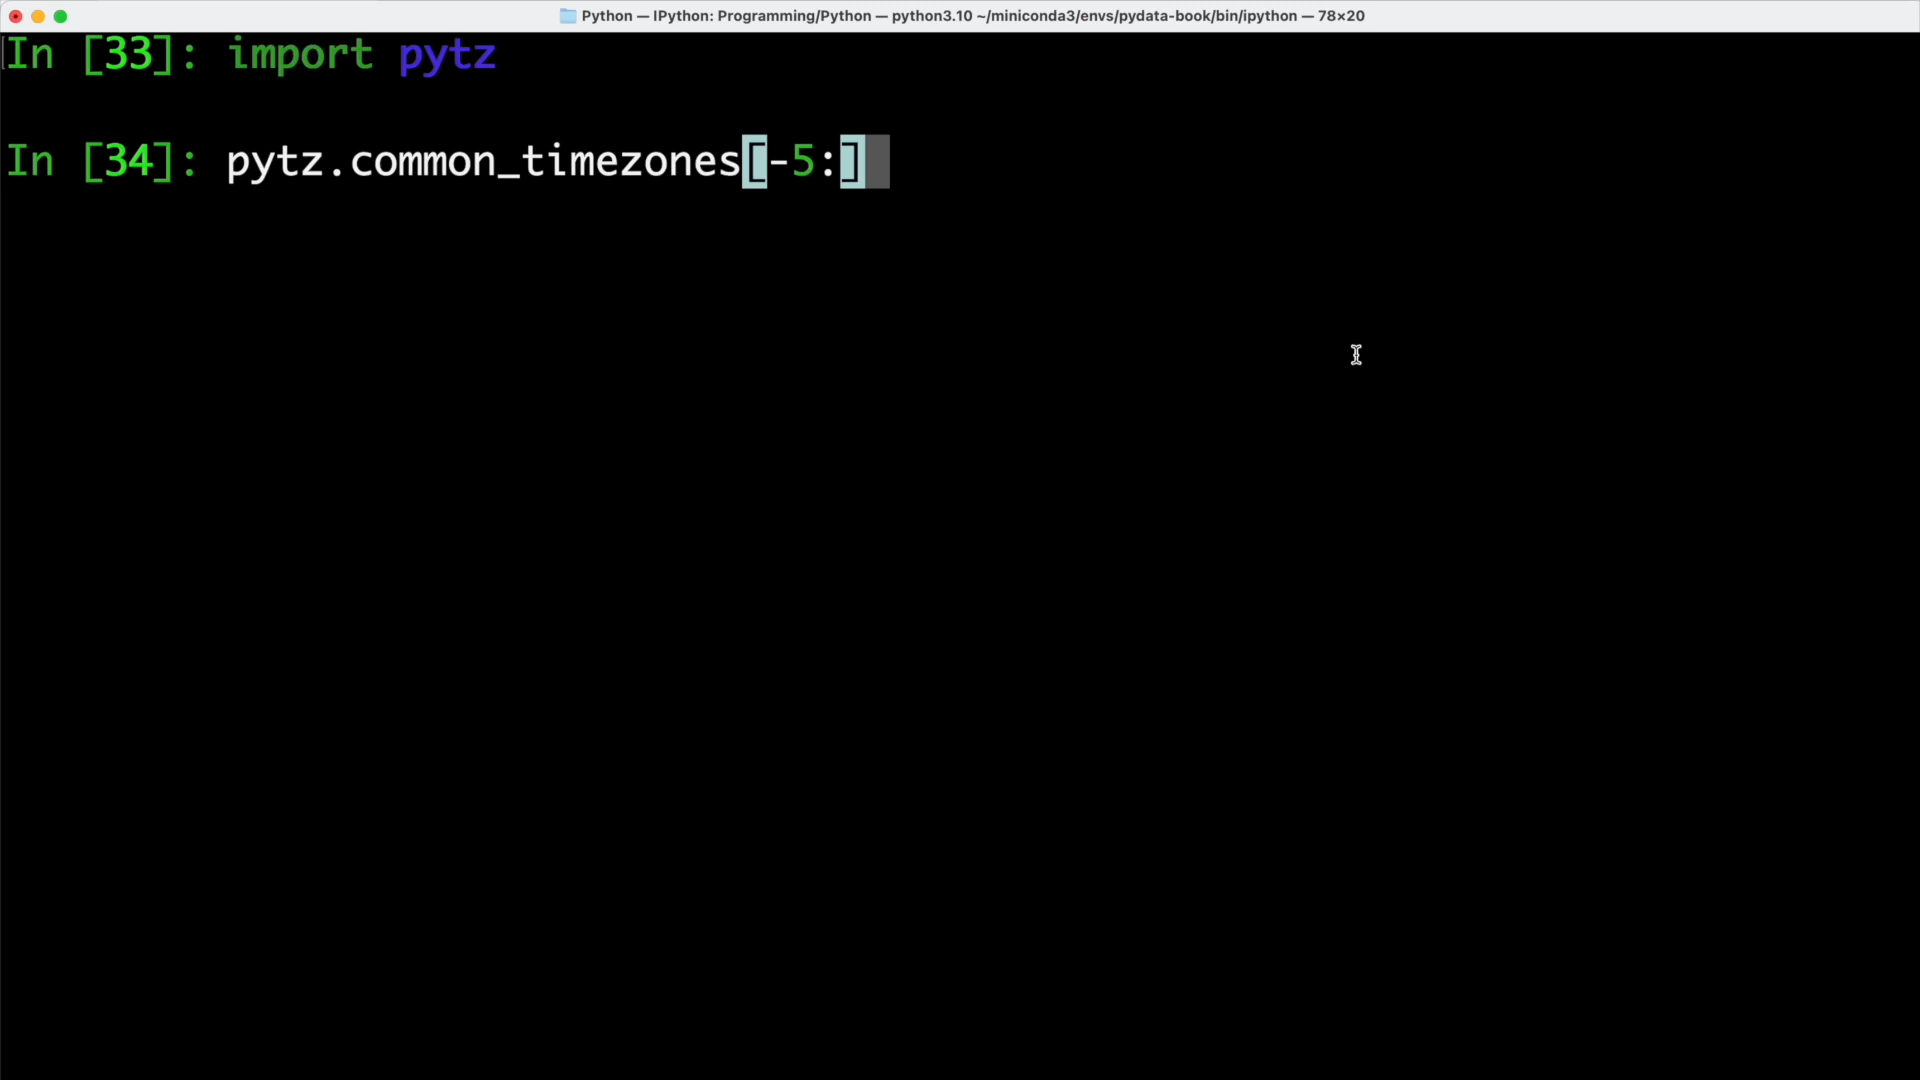 Python — IPython: Programming/Python — python3.10 ~/miniconda3/envs/pydata-book/bin/ipython — 78×20
In [33]: import pytz
In [34]: pytz.common_timezones[-5:]